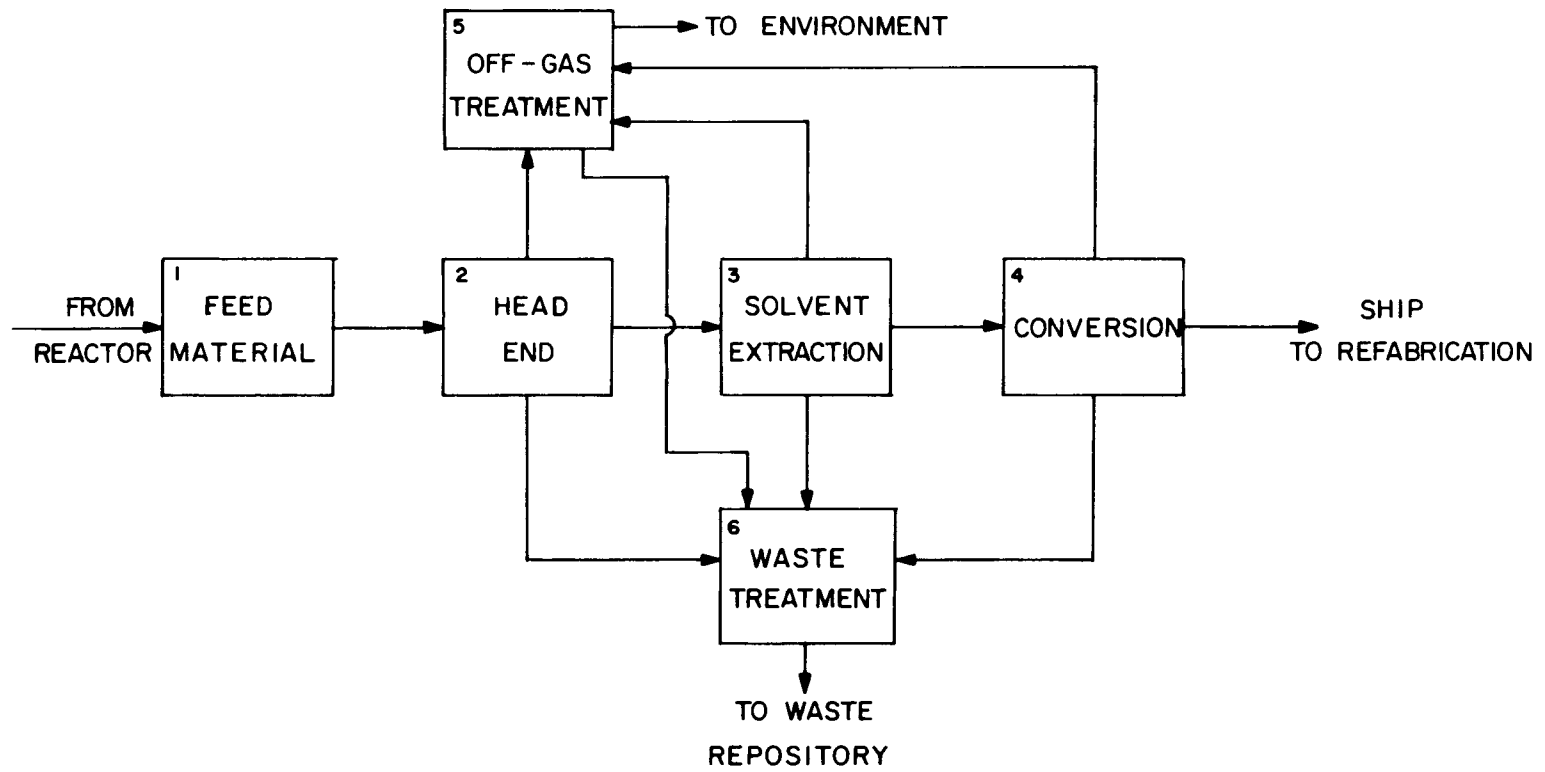 5
OFF-GAS
TREATMENT
TO ENVIRONMENT
FROM
REACTOR
1
FEED
MATERIAL
2
HEAD
END
3
SOLVENT
EXTRACTION
4
CONVERSION
SHIP
TO REFABRICATION
6
WASTE
TREATMENT
TO WASTE
REPOSITORY